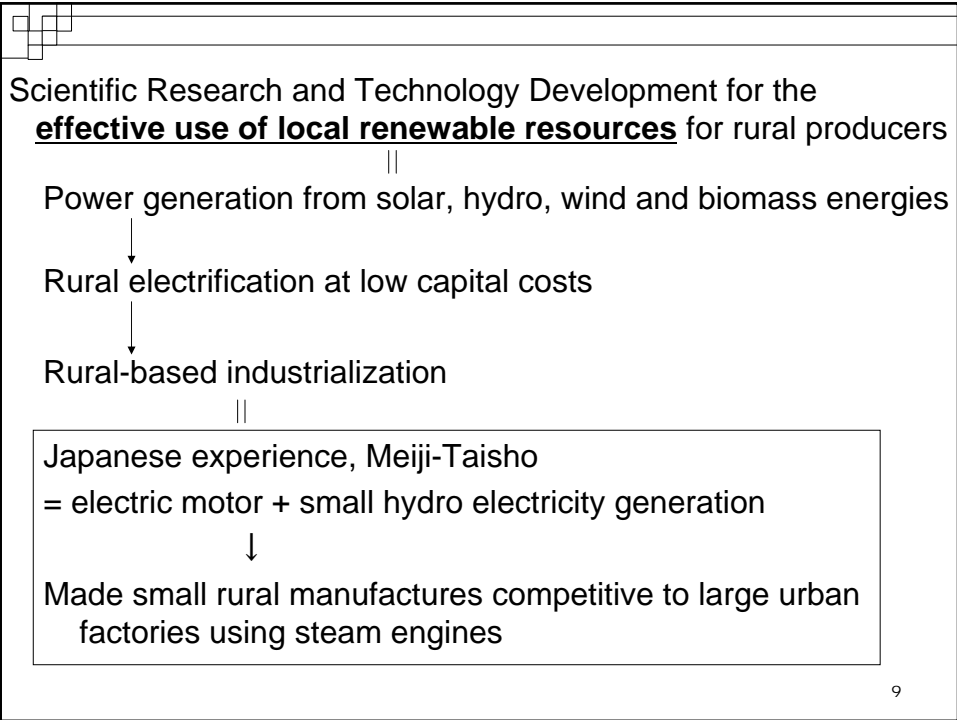 Scientific Research and Technology Development for the
effective use of local renewable resources for rural producers
||
Power generation from solar, hydro, wind and biomass energies
Rural electrification at low capital costs
Rural-based industrialization
||
Japanese experience, Meiji-Taisho
= electric motor + small hydro electricity generation
↓
Made small rural manufactures competitive to large urban
factories using steam engines
9